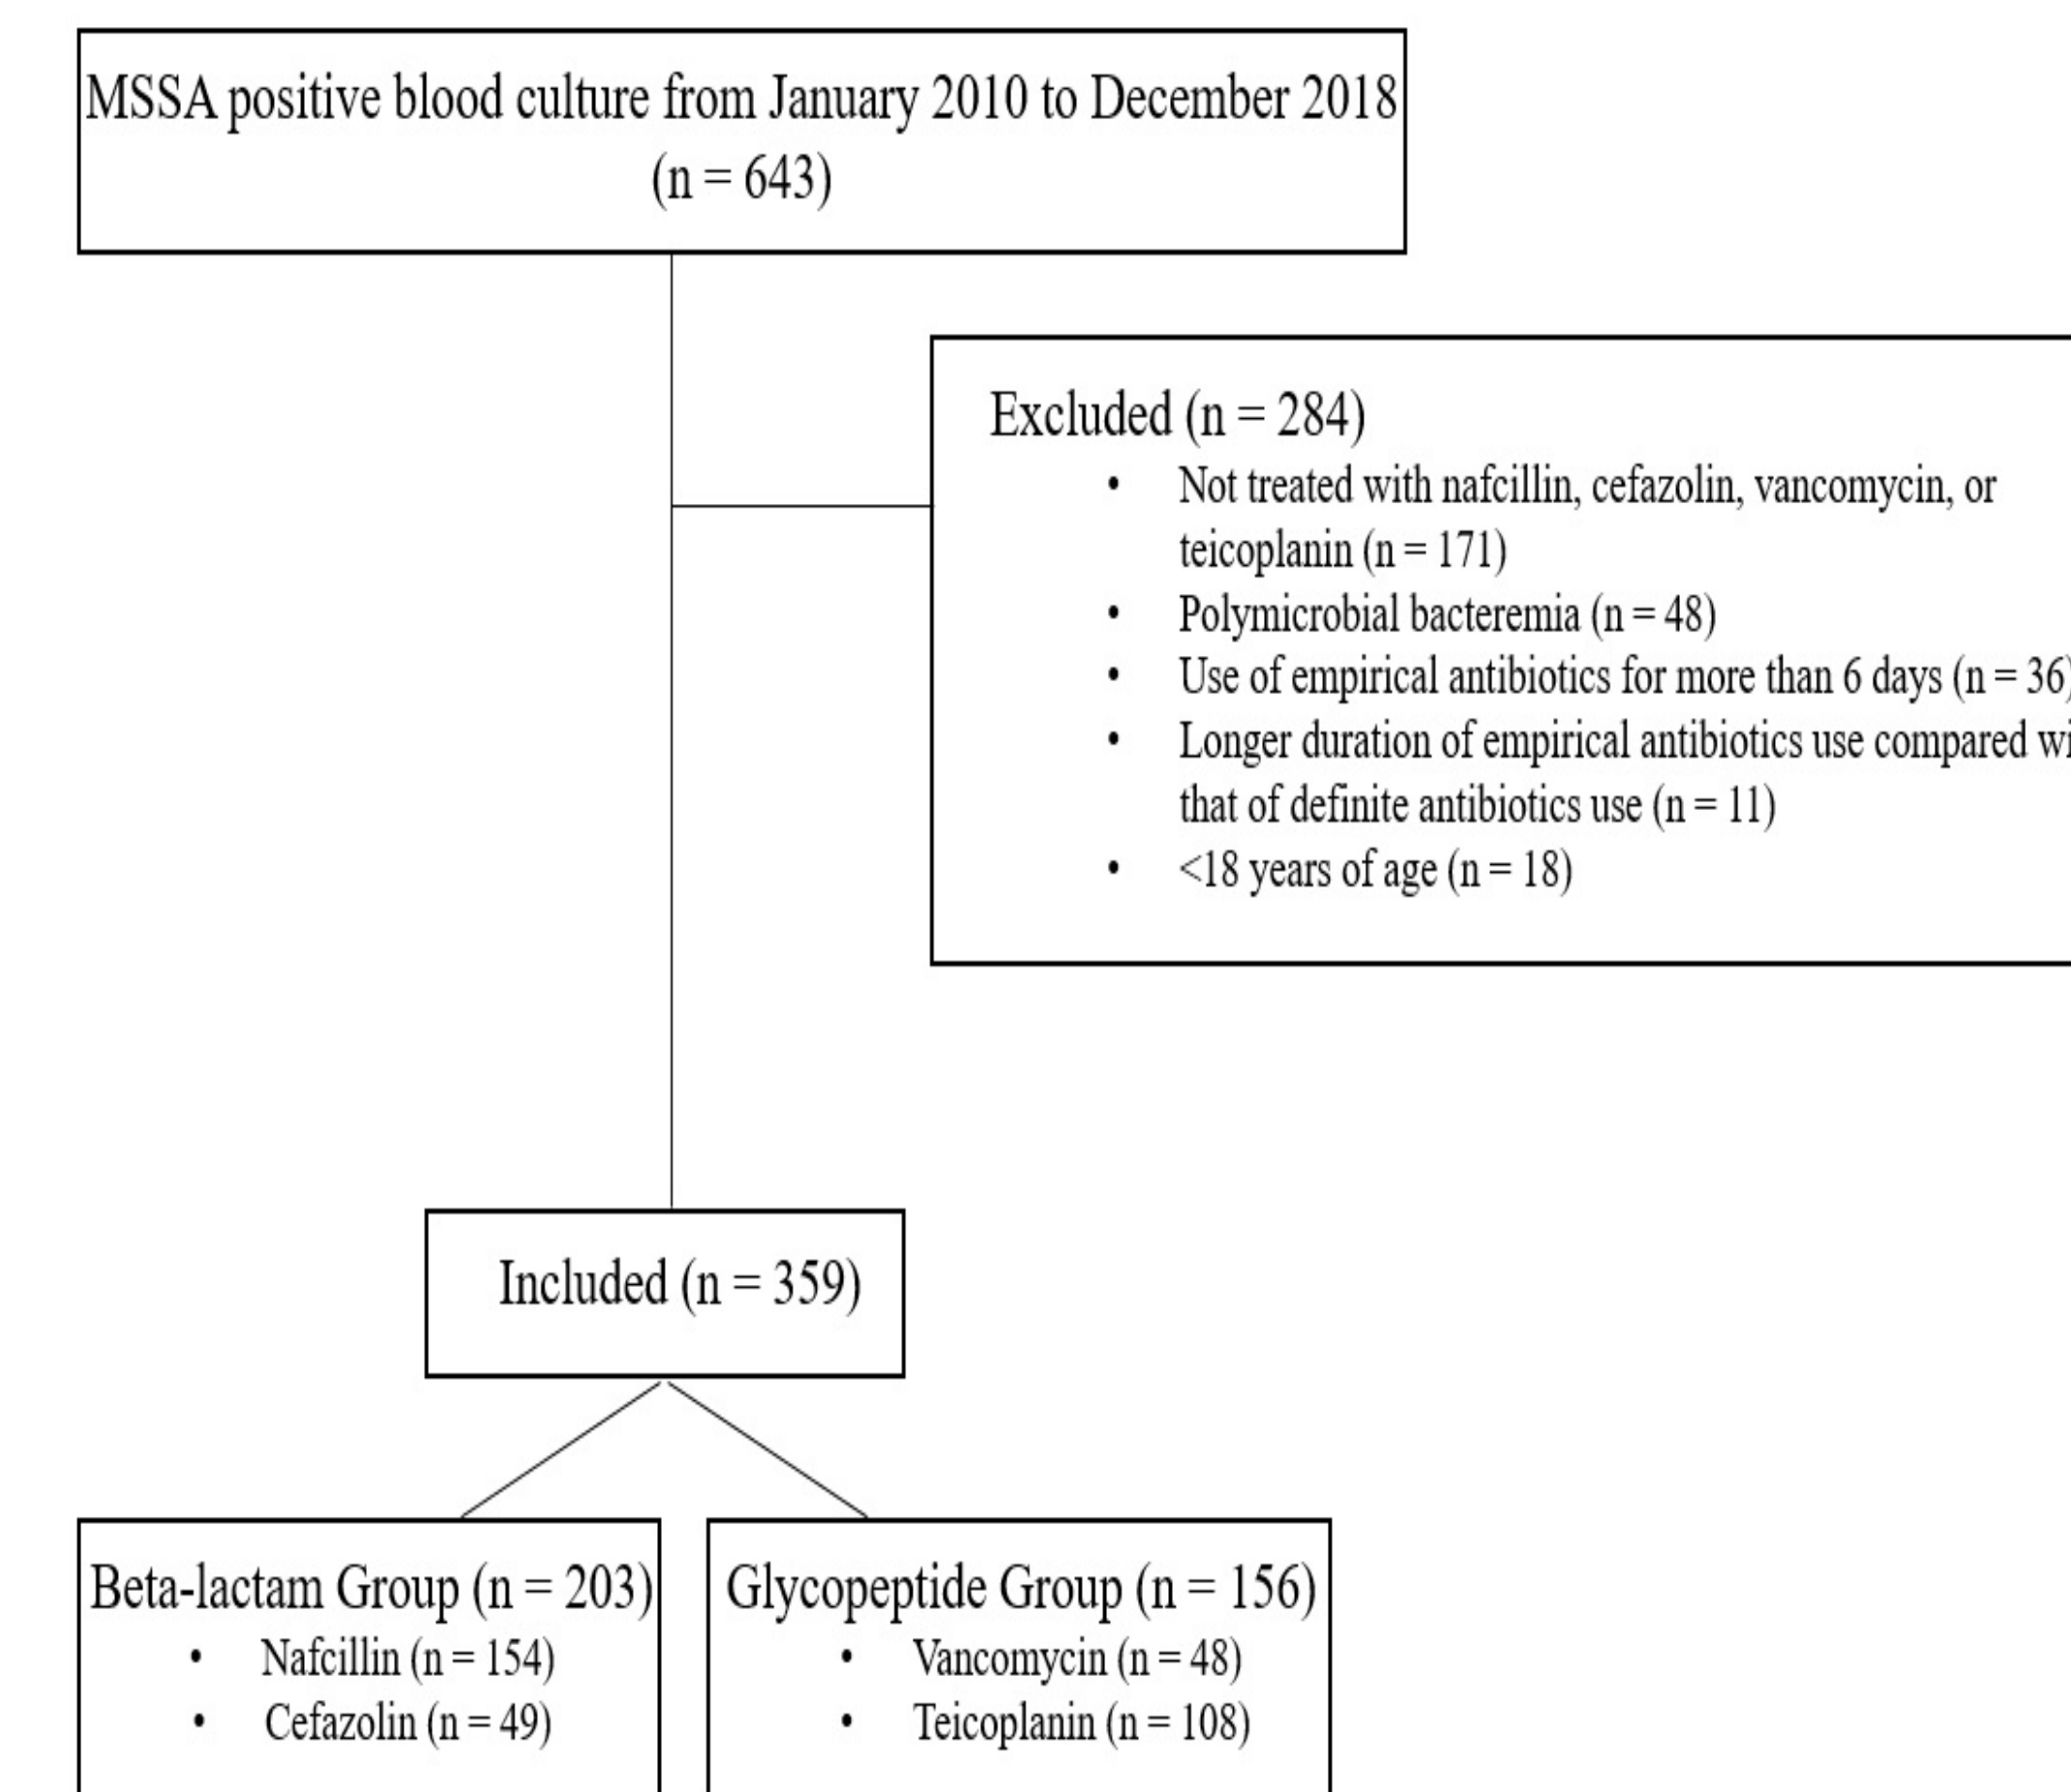 MSSA positive blood culture from January 2010 to December 2018
(n = 643)
Excluded (n = 284)
• Not treated with nafcillin, cefazolin, vancomycin, or
teicoplanin (n = 171)
• Polymicrobial bacteremia (n = 48)
• Use of empirical antibiotics for more than 6 days (n = 36)
• Longer duration of empirical antibiotics use compared
that of definite antibiotics use (n = 11)
• <18 years of age (n = 18)
Included (n = 359)
Beta-lactam Group (n = 203)
• Nafcillin (n = 154)
• Cefazolin (n = 49)
Glycopeptide Group (n = 156)
• Vancomycin (n = 48)
• Teicoplanin (n = 108)